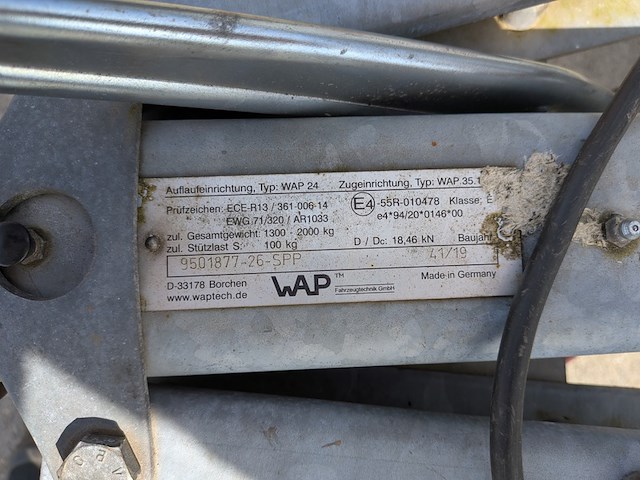 Auflaufeinrichtung, Typ: WAP 24 Zugeinrichtung, Typ: WAP 35.1
Prüfzeichen: ECE-R13 / 361-006-14 E4 -55R-010478 Klasse: E
EWG 71/320 / AR1033 e4*94/20*0146*00
zul. Gesamtgewicht: 1300 - 2000 kg
zul. Stützlast S: 100 kg D / Dc: 18,46 kN Baujahr
9501877-26-SPP 41/19
D-33178 Borchen WAP TM Made in Germany
www.waptech.de Fahrzeugtechnik GmbH
CRV